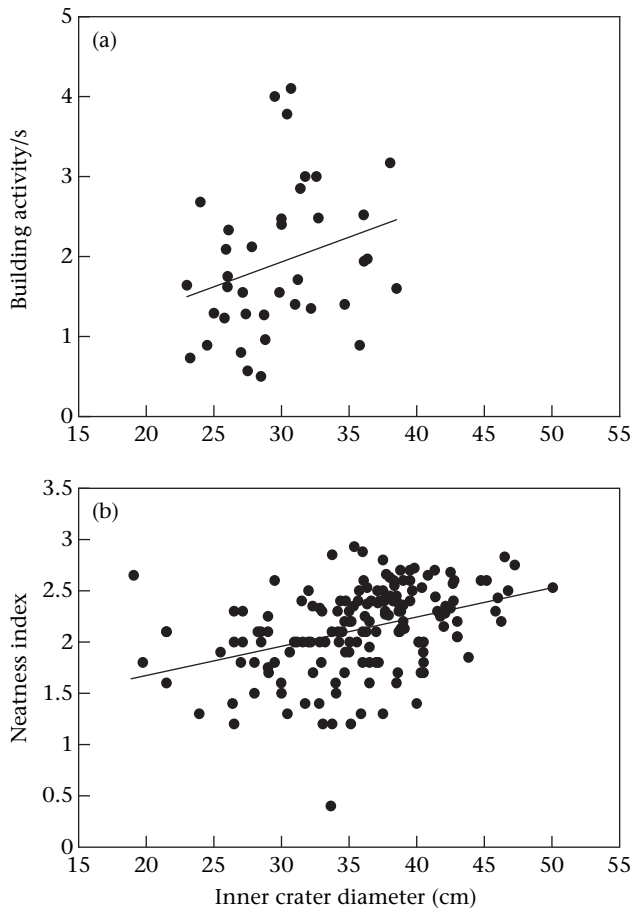 (a)
Building activity/s
5
4
3
2
1
0
15 20 25 30 35 40 45 50 55
(b)
Neatness index
3.5
3
2.5
2
1.5
1
0.5
0
15 20 25 30 35 40 45 50 55
Inner crater diameter (cm)